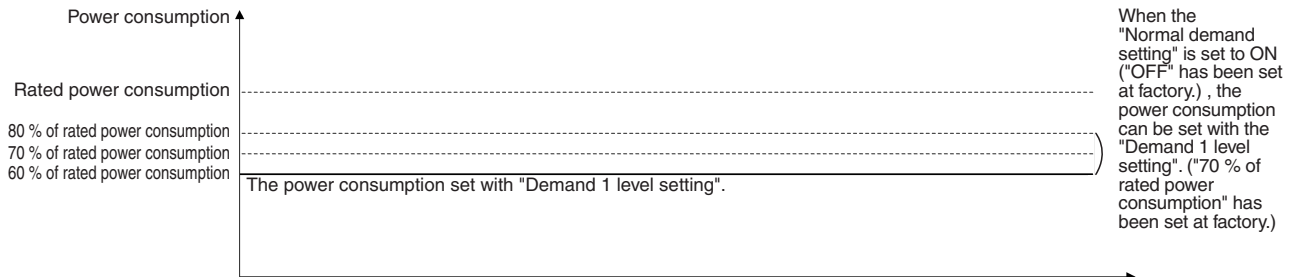 Power consumption
Rated power consumption
80 % of rated power consumption
70 % of rated power consumption
60 % of rated power consumption
The power consumption set with "Demand 1 level setting".
When the
"Normal demand
setting" is set to ON
("OFF" has been set
at factory.) , the
power consumption
can be set with the
"Demand 1 level
setting". ("70 % of
rated power
consumption" has
been set at factory.)